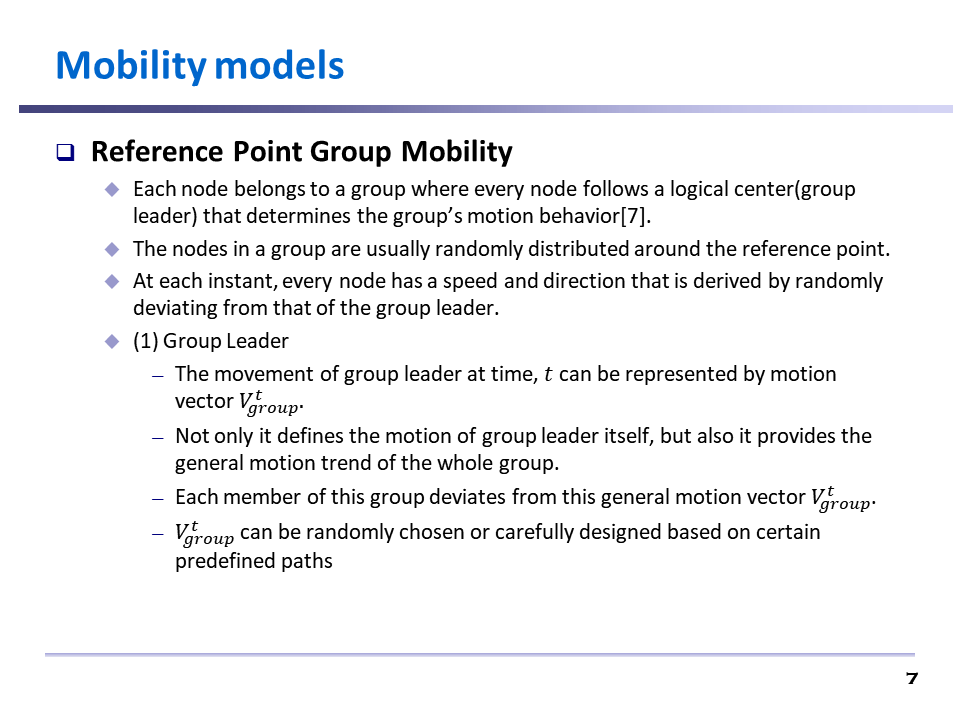 Mobility models
Reference Point Group Mobility
Each node belongs to a group where every node follows a logical center(group
leader) that determines the group’s motion behavior[7].
The nodes in a group are usually randomly distributed around the reference point.
At each instant, every node has a speed and direction that is derived by randomly
deviating from that of the group leader.
(1) Group Leader
– The movement of group leader at time, 𝑡 can be represented by motion
vector $V_{group}^{t}$.
– Not only it defines the motion of group leader itself, but also it provides the
general motion trend of the whole group.
– Each member of this group deviates from this general motion vector $V_{group}^{t}$.
– $V_{group}^{t}$ can be randomly chosen or carefully designed based on certain
predefined paths
7